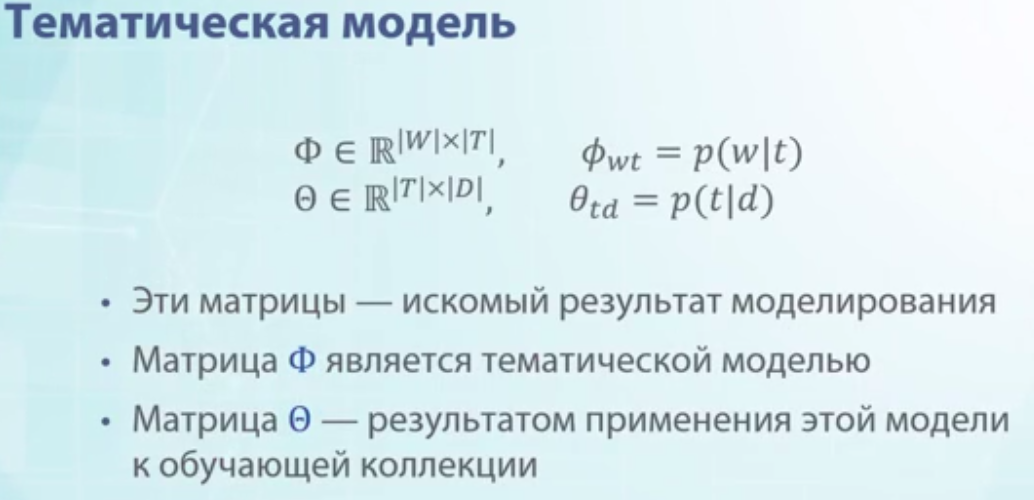 Тематическая модель
Φ ∈ ℝ^{|W|×|T|}, ϕ_{wt} = p(w|t)
Θ ∈ ℝ^{|T|×|D|}, θ_{td} = p(t|d)
• Эти матрицы — искомый результат моделирования
• Матрица Φ является тематической моделью
• Матрица Θ — результатом применения этой модели
к обучающей коллекции